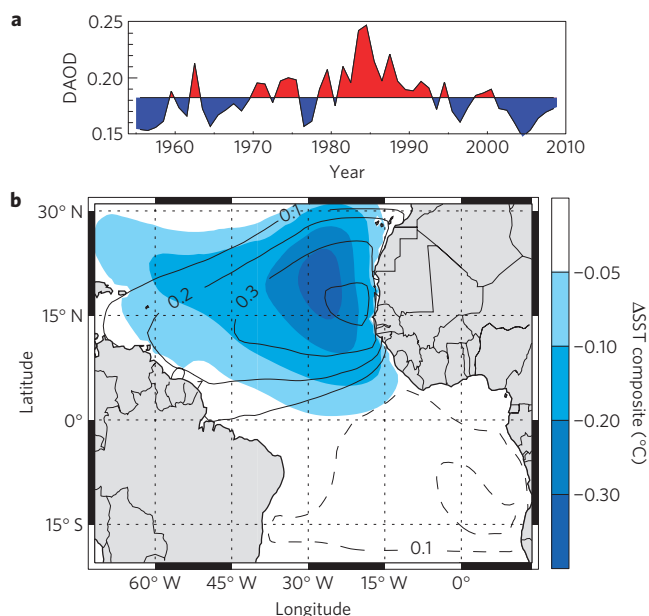 a
0.25
0.20
0.15
DAOD
1960 1970 1980 1990 2000 2010
Year
b
30° N
15° N
0°
15° S
Latitude
0.1
0.2
0.3
0.1
60° W 45° W 30° W 15° W 0°
Longitude
−0.05
−0.10
−0.20
−0.30
ΔSST composite (°C)